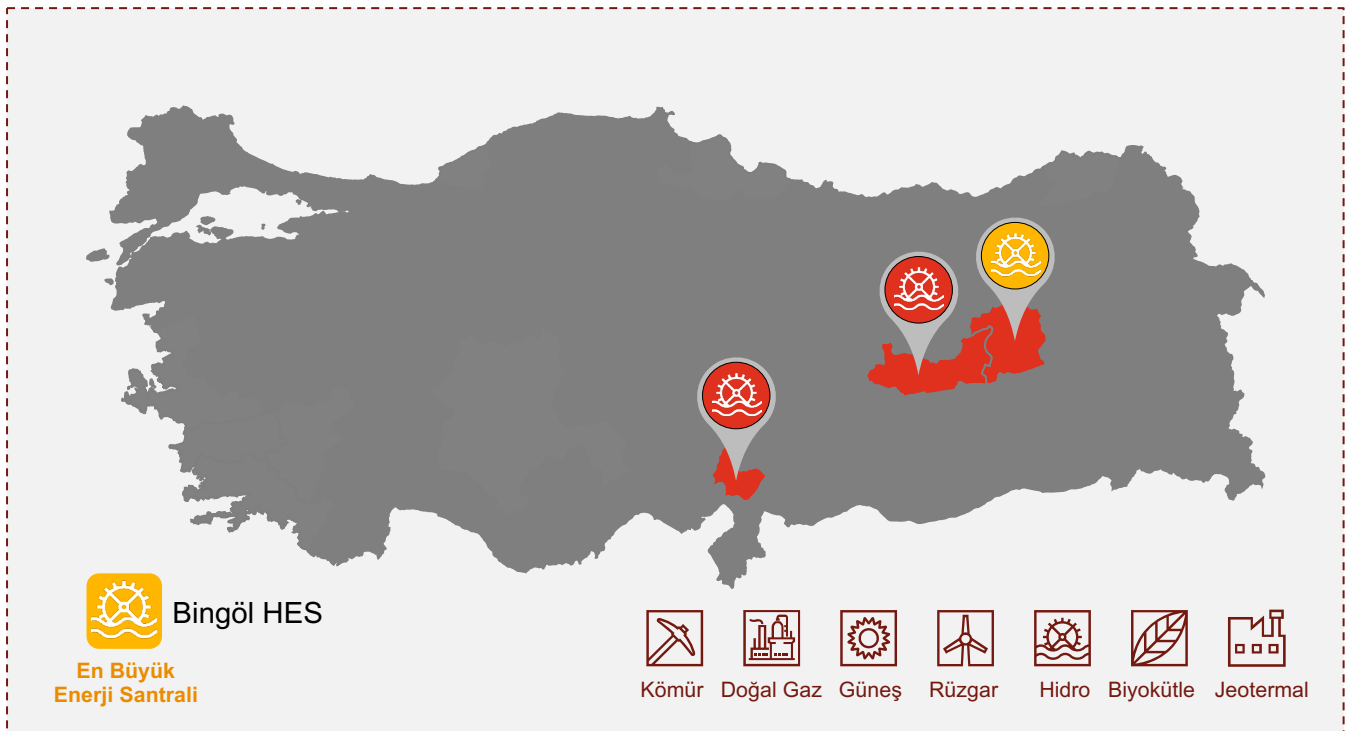 Bingöl HES
En Büyük
Enerji Santrali
Kömür
Doğal Gaz
Güneş
Rüzgar
Hidro
Biyokütle
Jeotermal